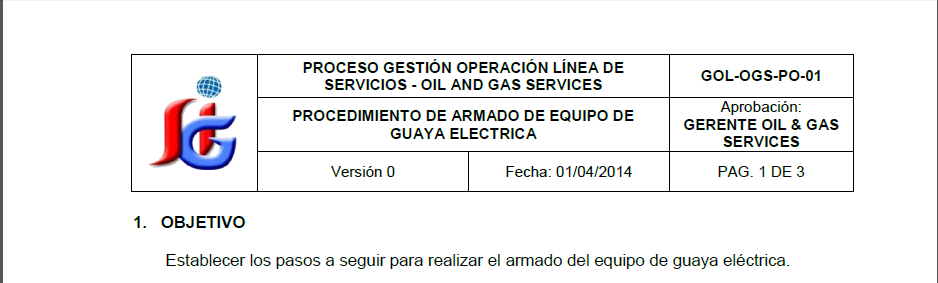 PROCESO GESTIÓN OPERACIÓN LÍNEA DE
SERVICIOS - OIL AND GAS SERVICES
GOL-OGS-PO-01
PROCEDIMIENTO DE ARMADO DE EQUIPO DE
GUAYA ELECTRICA
Aprobación:
GERENTE OIL & GAS
SERVICES
Versión 0
Fecha: 01/04/2014
PAG. 1 DE 3
1. OBJETIVO
Establecer los pasos a seguir para realizar el armado del equipo de guaya eléctrica.